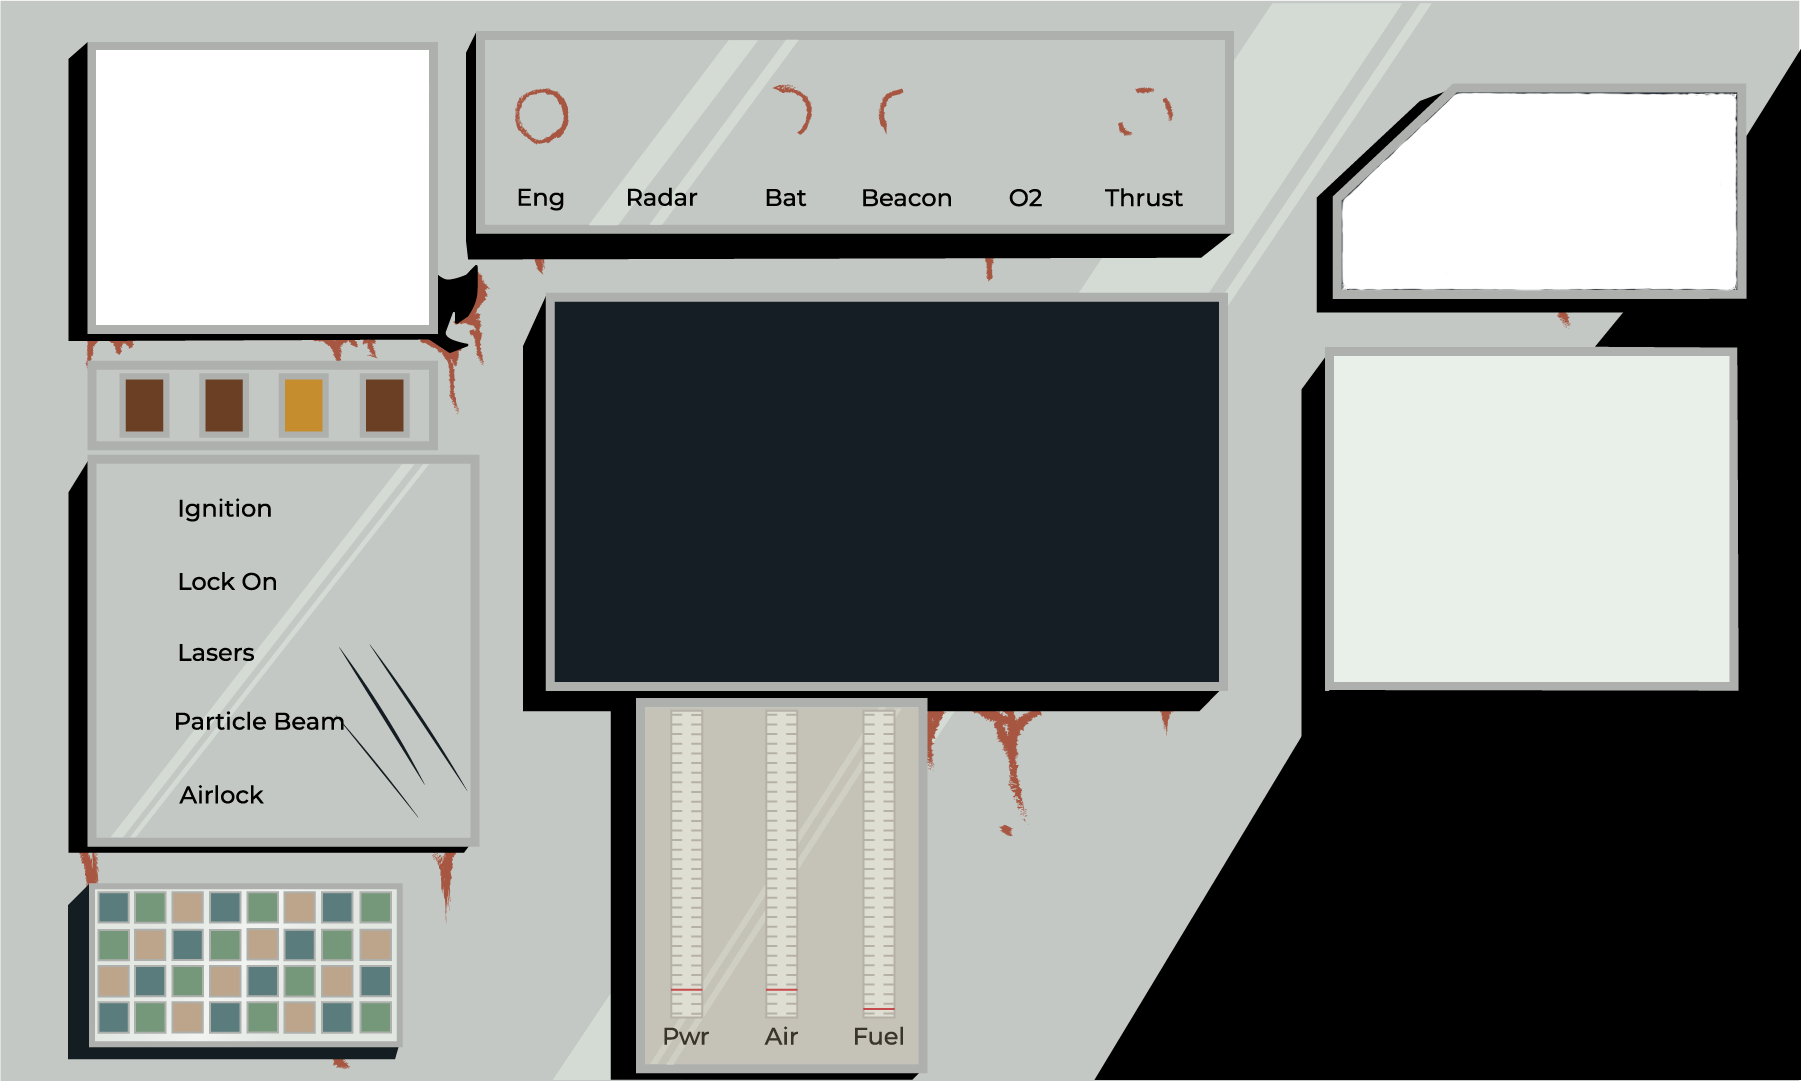 Eng Radar Bat Beacon O2 Thrust
Ignition
Lock On
Lasers
Particle Beam
Airlock
Pwr Air Fuel